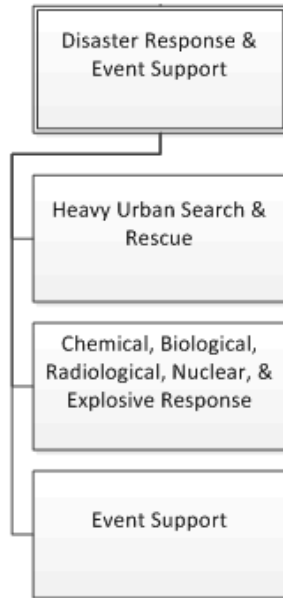 Disaster Response &
Event Support
Heavy Urban Search &
Rescue
Chemical, Biological,
Radiological, Nuclear, &
Explosive Response
Event Support